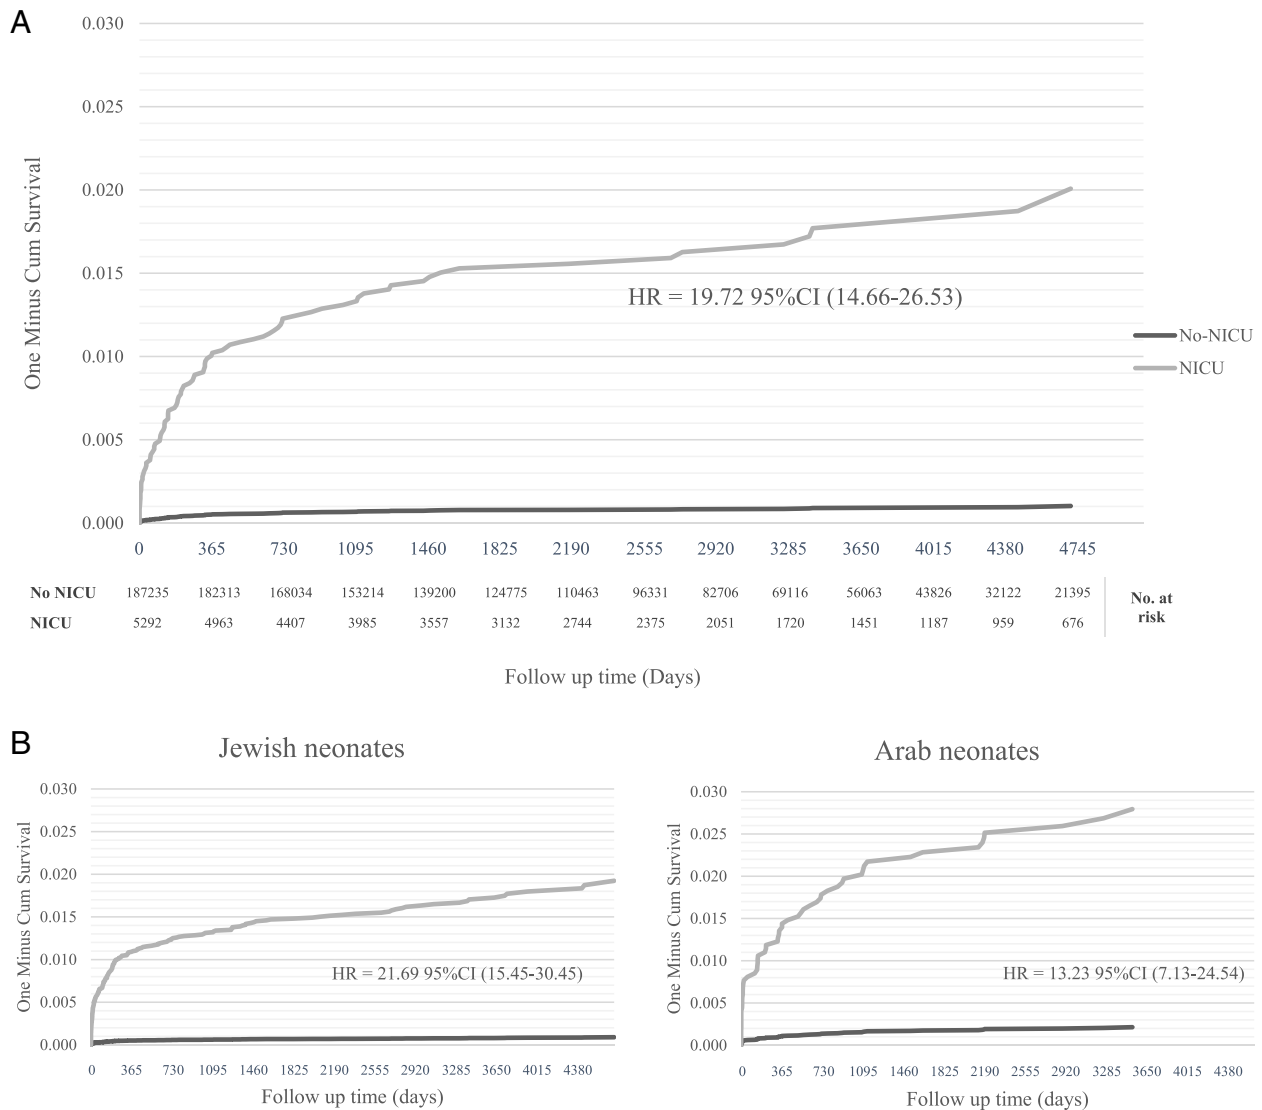 A
0.030
0.025
0.020
0.015
0.010
0.005
0.000
One Minus Cum Survival
HR = 19.72 95%CI (14.66-26.53)
No-NICU
NICU
0 365 730 1095 1460 1825 2190 2555 2920 3285 3650 4015 4380 4745
No NICU 187235 182313 168034 153214 139200 124775 110463 96331 82706 69116 56063 43826 32122 21395
NICU 5292 4963 4407 3985 3557 3132 2744 2375 2051 1720 1451 1187 959 676
No. at
risk
Follow up time (Days)
B
Jewish neonates
0.030
0.025
0.020
0.015
0.010
0.005
0.000
One Minus Cum Survival
HR = 21.69 95%CI (15.45-30.45)
0 365 730 1095 1460 1825 2190 2555 2920 3285 3650 4015 4380
Follow up time (days)
Arab neonates
0.030
0.025
0.020
0.015
0.010
0.005
0.000
One Minus Cum Survival
HR = 13.23 95%CI (7.13-24.54)
0 365 730 1095 1460 1825 2190 2555 2920 3285 3650 4015 4380
Follow up time (days)